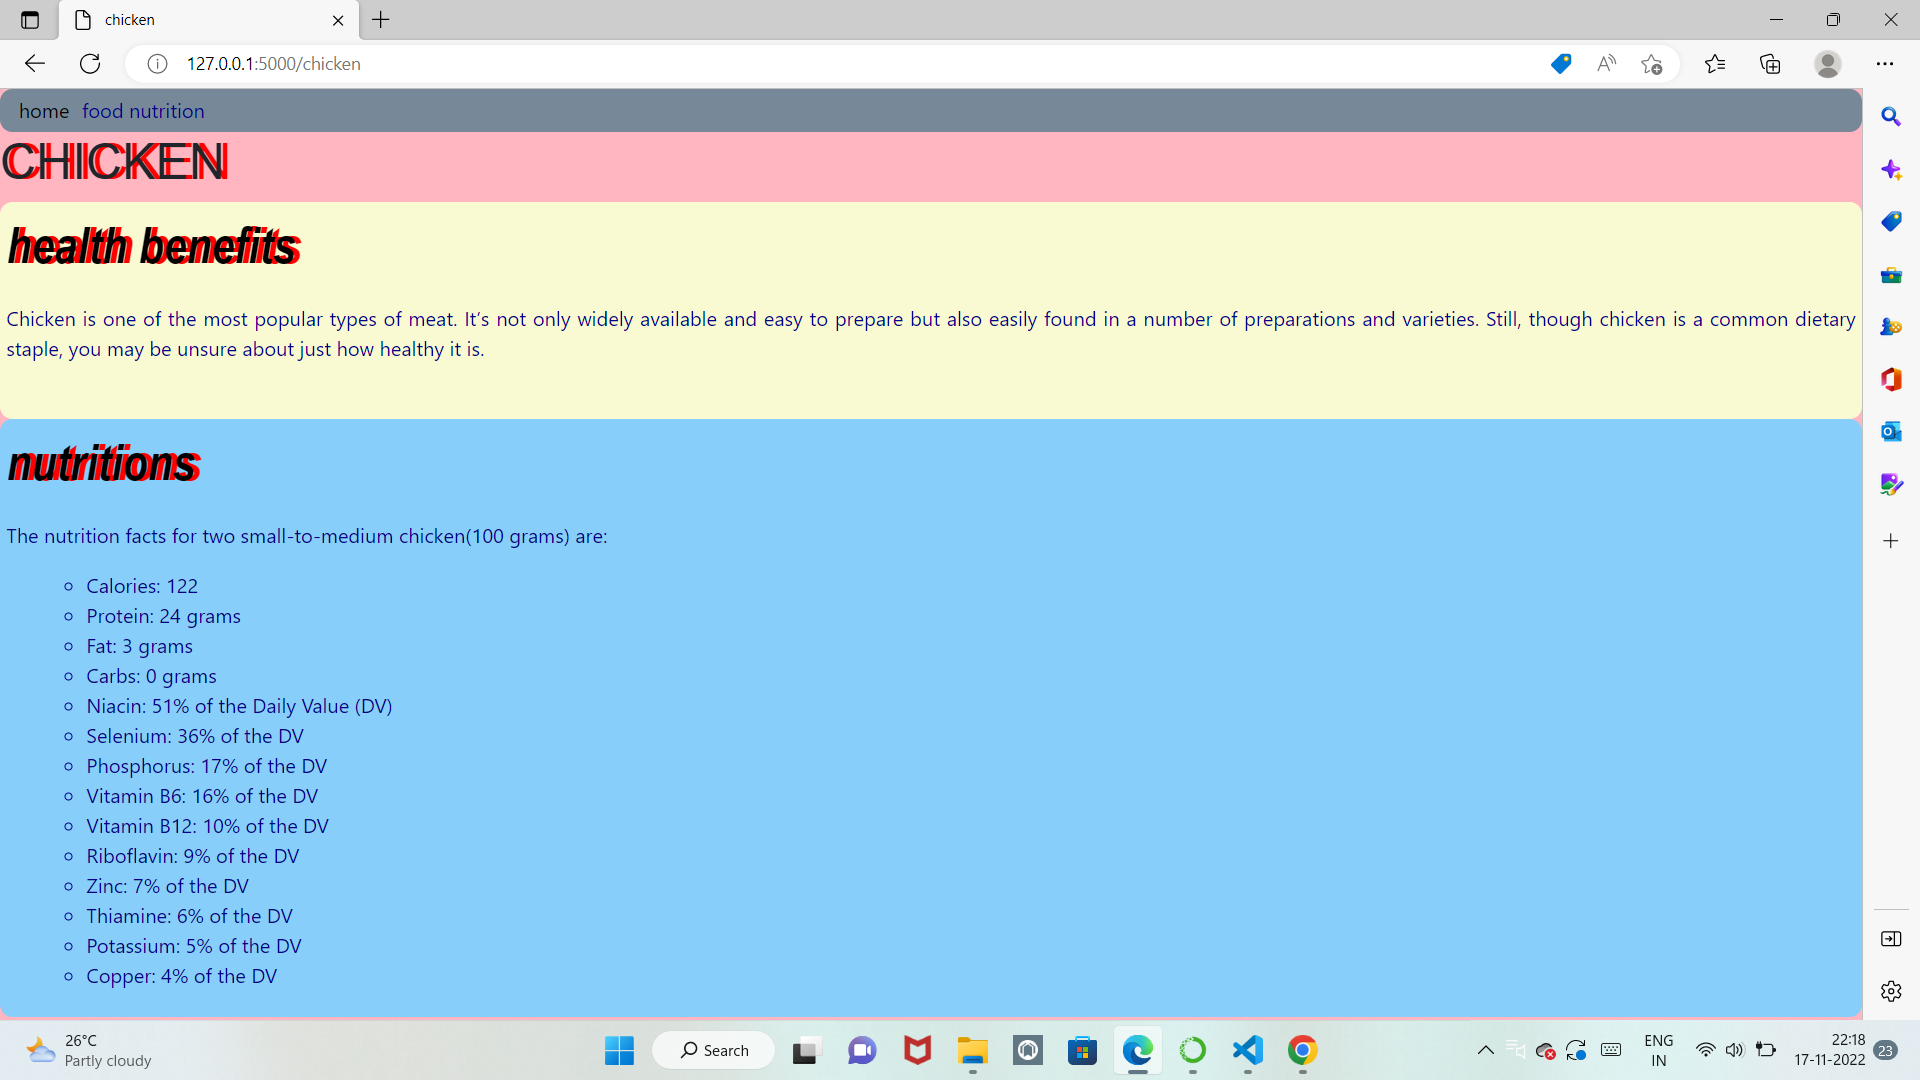 chicken
127.0.0.1:5000/chicken
home food nutrition
CHICKEN
health benefits
Chicken is one of the most popular types of meat. It's not only widely available and easy to prepare but also easily found in a number of preparations and varieties. Still, though chicken is a common dietary
staple, you may be unsure about just how healthy it is.
nutritions
The nutrition facts for two small-to-medium chicken(100 grams) are:
Calories: 122
Protein: 24 grams
Fat: 3 grams
Carbs: 0 grams
Niacin: 51% of the Daily Value (DV)
Selenium: 36% of the DV
Phosphorus: 17% of the DV
Vitamin B6: 16% of the DV
Vitamin B12: 10% of the DV
Riboflavin: 9% of the DV
Zinc: 7% of the DV
Thiamine: 6% of the DV
Potassium: 5% of the DV
Copper: 4% of the DV
26°C
Partly cloudy
Search
ENG
IN
22:18
17-11-2022
23